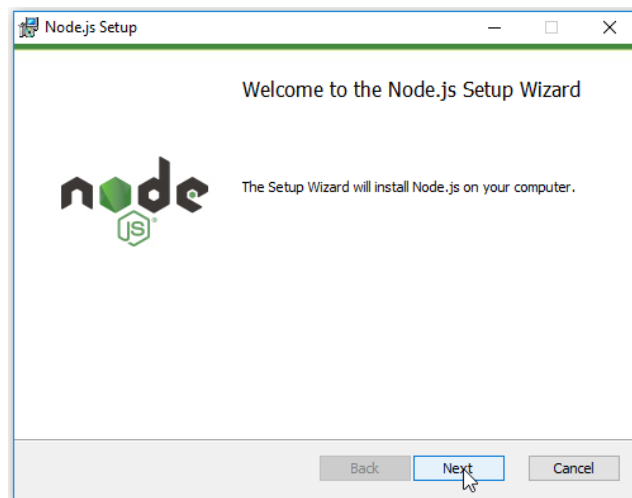 Node.js Setup
Welcome to the Node.js Setup Wizard
The Setup Wizard will install Node.js on your computer.
node
JS
Back Next Cancel